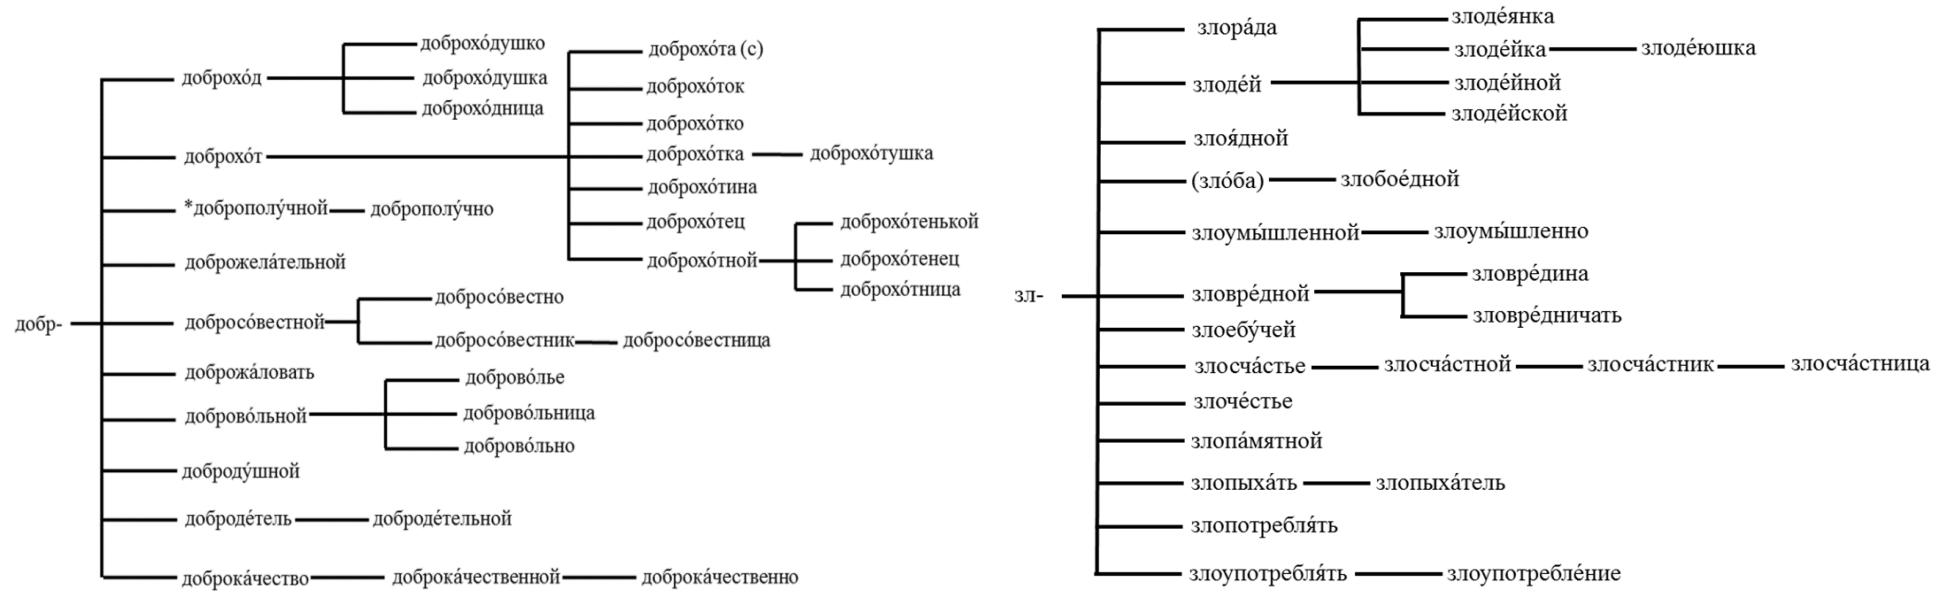 добр-
доброхо́д
доброхо́душко
доброхо́душка
доброхо́дница
доброхо́т
доброхо́та (с)
доброхо́ток
доброхо́тко
доброхо́тка
доброхо́тушка
доброхо́тина
доброхо́тец
доброхо́тной
доброхо́тенькой
доброхо́тенец
доброхо́тница
*доброполу́чной
доброполу́чно
доброжела́тельной
добросо́вестной
добросо́вестно
добросо́вестник
добросо́вестница
доброжа́ловать
доброво́льной
доброво́лье
доброво́льница
доброво́льно
доброду́шной
доброде́тель
доброде́тельной
доброка́чество
доброка́чественной
доброка́чественно
зл-
злора́да
злоде́й
злоде́янка
злоде́йка
злоде́юшка
злоде́йной
злоде́йской
злоя́дной
(зло́ба)
злобое́дной
злоумы́шленной
злоумы́шленно
зловре́дной
зловре́дина
зловре́дничать
злоебу́чей
злосча́стье
злосча́стной
злосча́стник
злосча́стница
злоче́стье
злопа́мятной
злопыха́ть
злопыха́тель
злопотребля́ть
злоупотребля́ть
злоупотребле́ние